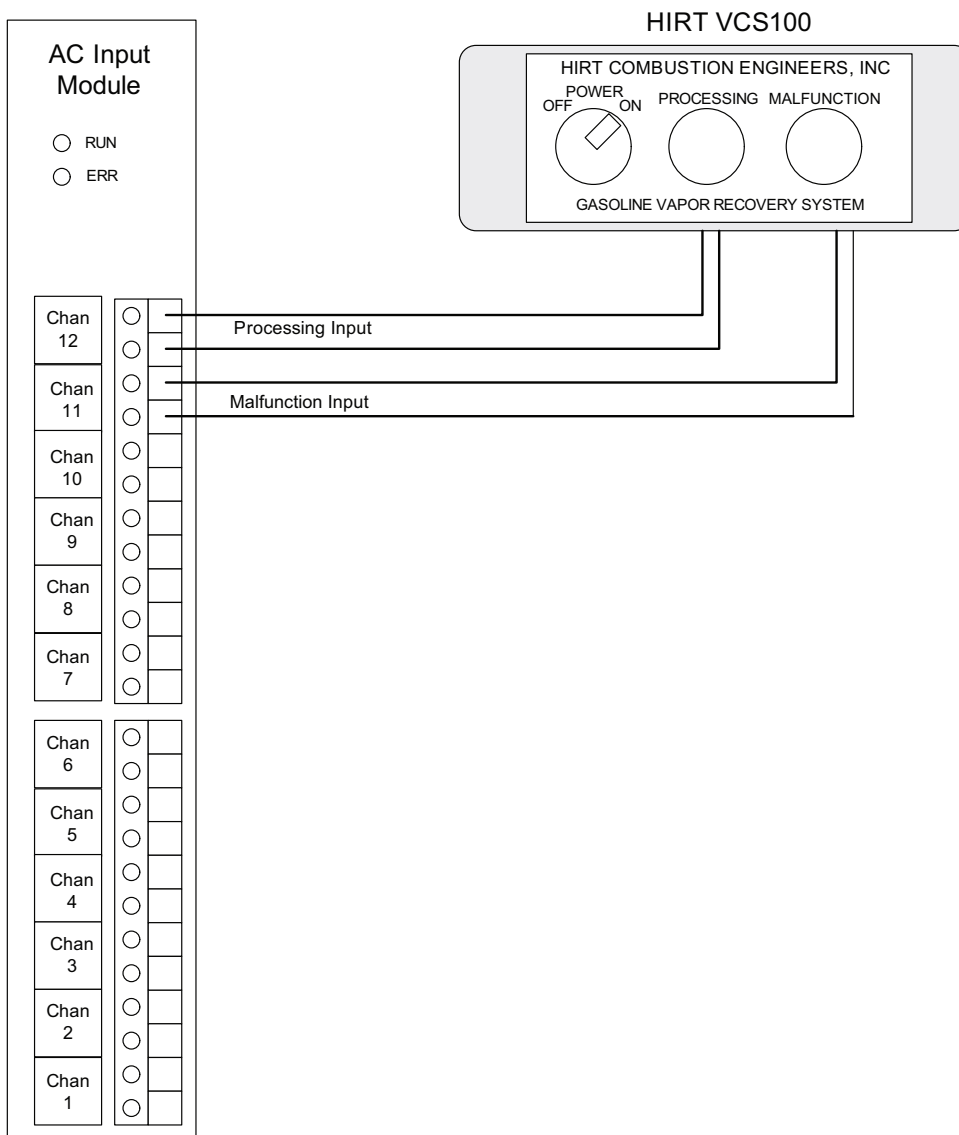 HIRT VCS100
AC Input
Module
RUN
ERR
HIRT COMBUSTION ENGINEERS, INC
POWER
OFF
ON
PROCESSING
MALFUNCTION
GASOLINE VAPOR RECOVERY SYSTEM
Chan
12
Processing Input
Chan
11
Malfunction Input
Chan
10
Chan
9
Chan
8
Chan
7
Chan
6
Chan
5
Chan
4
Chan
3
Chan
2
Chan
1